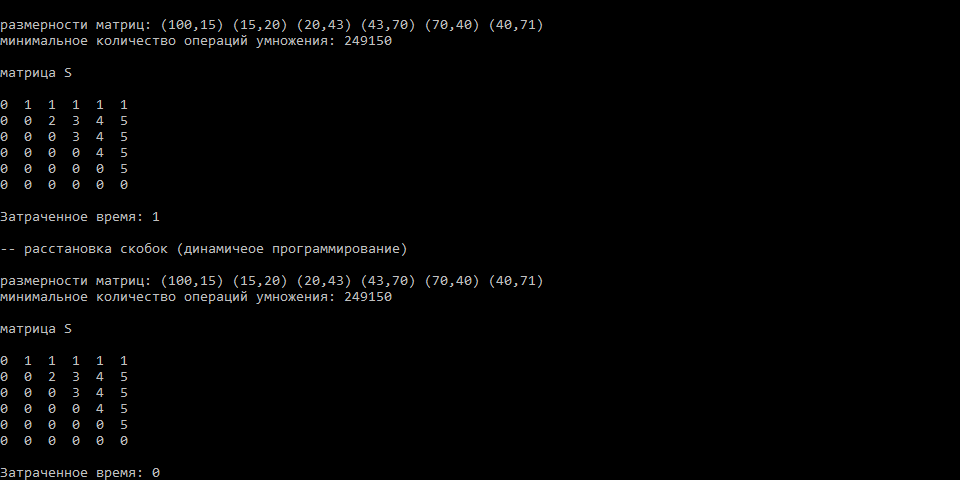 размерности матриц: (100,15) (15,20) (20,43) (43,70) (70,40) (40,71)
минимальное количество операций умножения: 249150
матрица S
0 1 1 1 1 1
0 0 2 3 4 5
0 0 0 3 4 5
0 0 0 0 4 5
0 0 0 0 0 5
0 0 0 0 0 0
Затраченное время: 1
-- расстановка скобок (динамичеое программирование)
размерности матриц: (100,15) (15,20) (20,43) (43,70) (70,40) (40,71)
минимальное количество операций умножения: 249150
матрица S
0 1 1 1 1 1
0 0 2 3 4 5
0 0 0 3 4 5
0 0 0 0 4 5
0 0 0 0 0 5
0 0 0 0 0 0
Затраченное время: 0